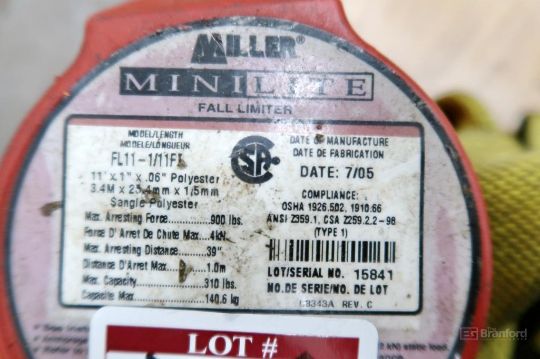 MILLER®
MINILITE
FALL LIMITER
MODEL/LENGTH
MODELE/LONGUEUR
FL11-1/11FT
11' x 1" x .06" Polyester
3.4M x 25.4mm x 1.5mm
Sangle Polyester
Max. Arresting Force 900 lbs.
Force D'Arret De Chute Max. 4kN
Max. Arresting Distance 39"
Distance D'Arret Max. 1.0m
Max. Capacity 310 lbs
Capacite Max 140.6 kg
CSA
DATE OF MANUFACTURE
DATE DE FABRICATION
DATE: 7/05
COMPLIANCE:
OSHA 1926.502, 1910.66
ANSI Z359.1, CSA Z259.2.2-98
(TYPE 1)
LOT/SERIAL NO. 15841
NO.DE SERIE/NO. DE LOT
L3343A REV. C
LOT #
Branford